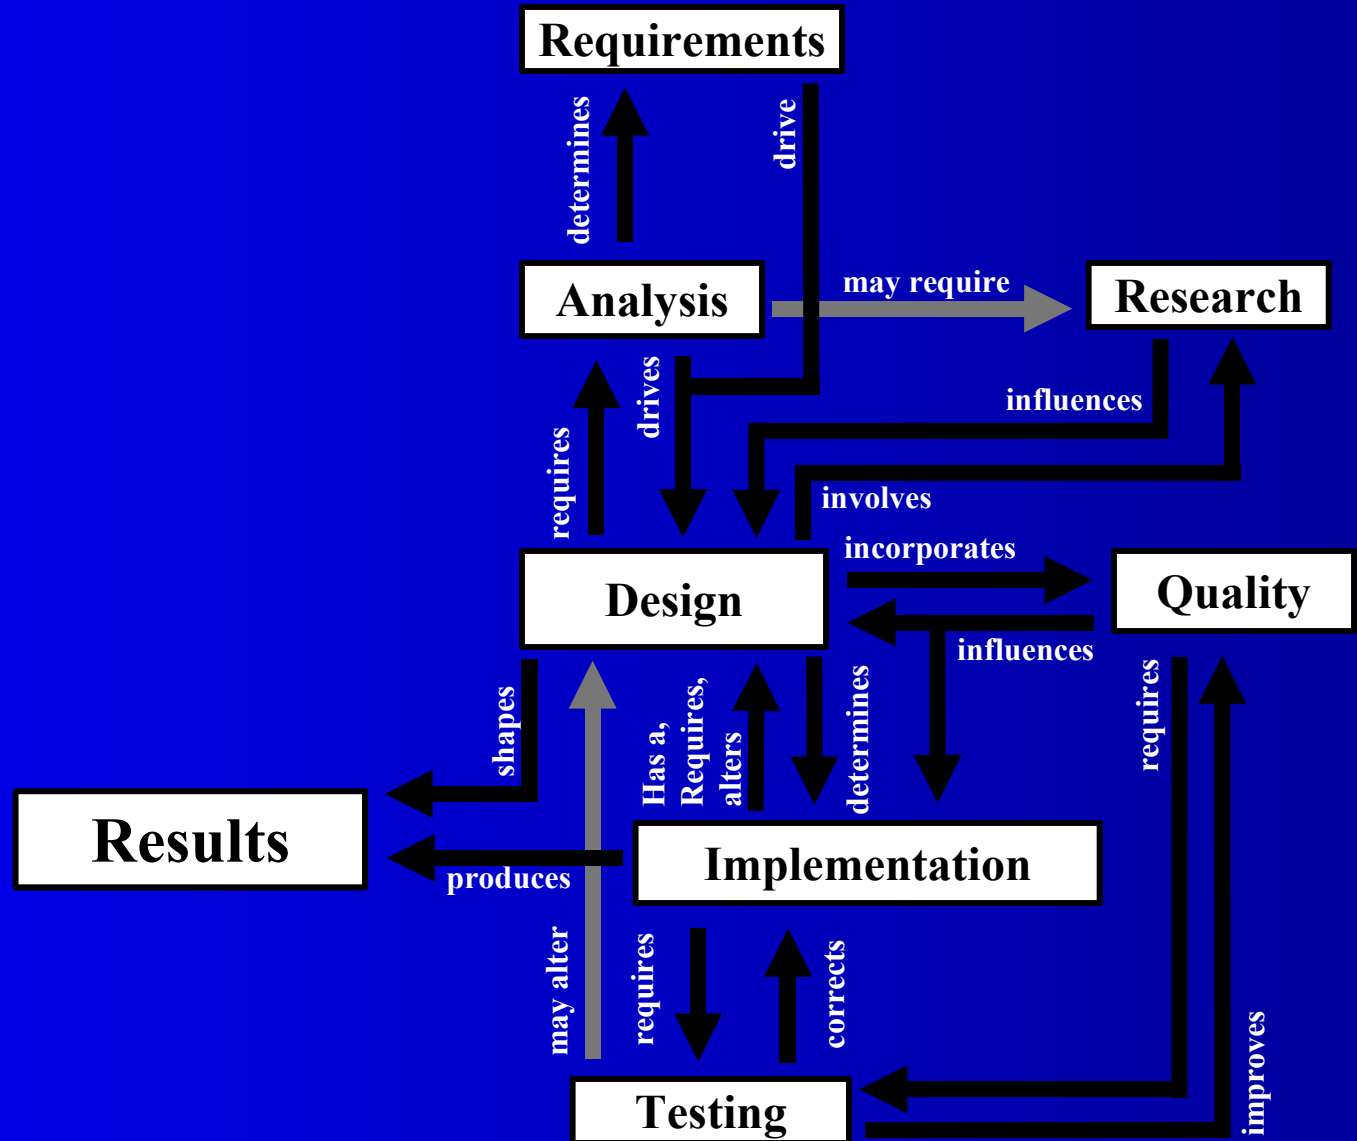 Requirements
determines
drive
Analysis
may require
Research
requires
drives
influences
involves
incorporates
Design
Quality
influences
shapes
Has a,
Requires,
alters
determines
requires
Results
produces
Implementation
may alter
requires
corrects
improves
Testing